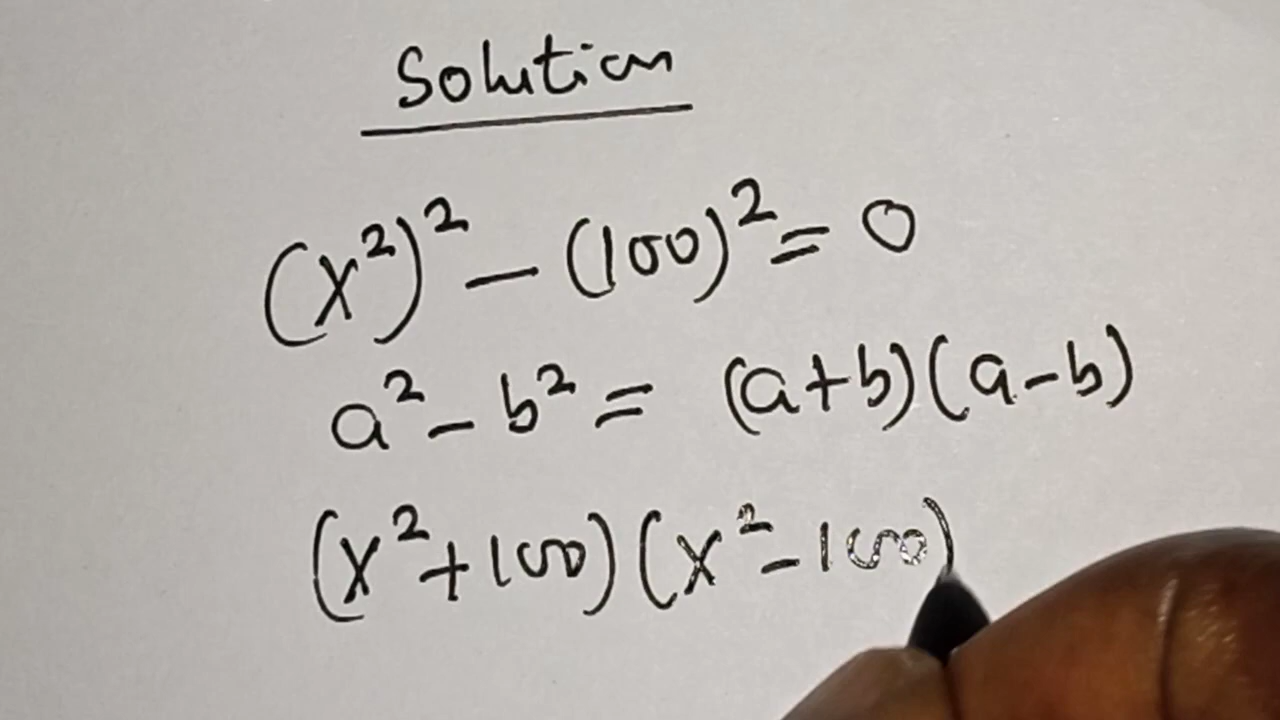 Solution
(x²)² - (100)² = 0
a² - b² = (a+b)(a-b)
(x²+100)(x²-100)